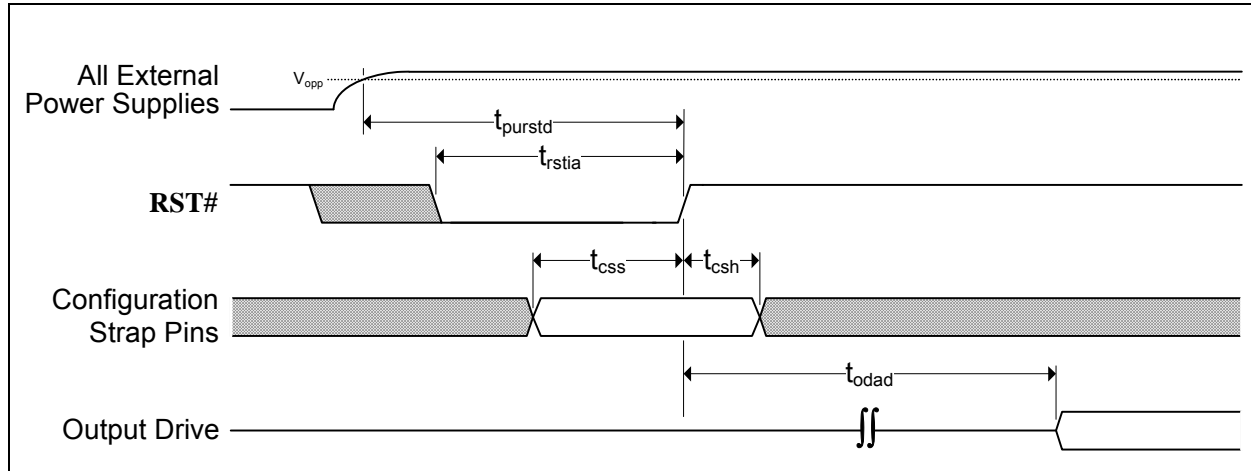 All External
Power Supplies
Vopp
tpurstd
trstia
RST#
tcss
tcsh
Configuration
Strap Pins
todad
Output Drive